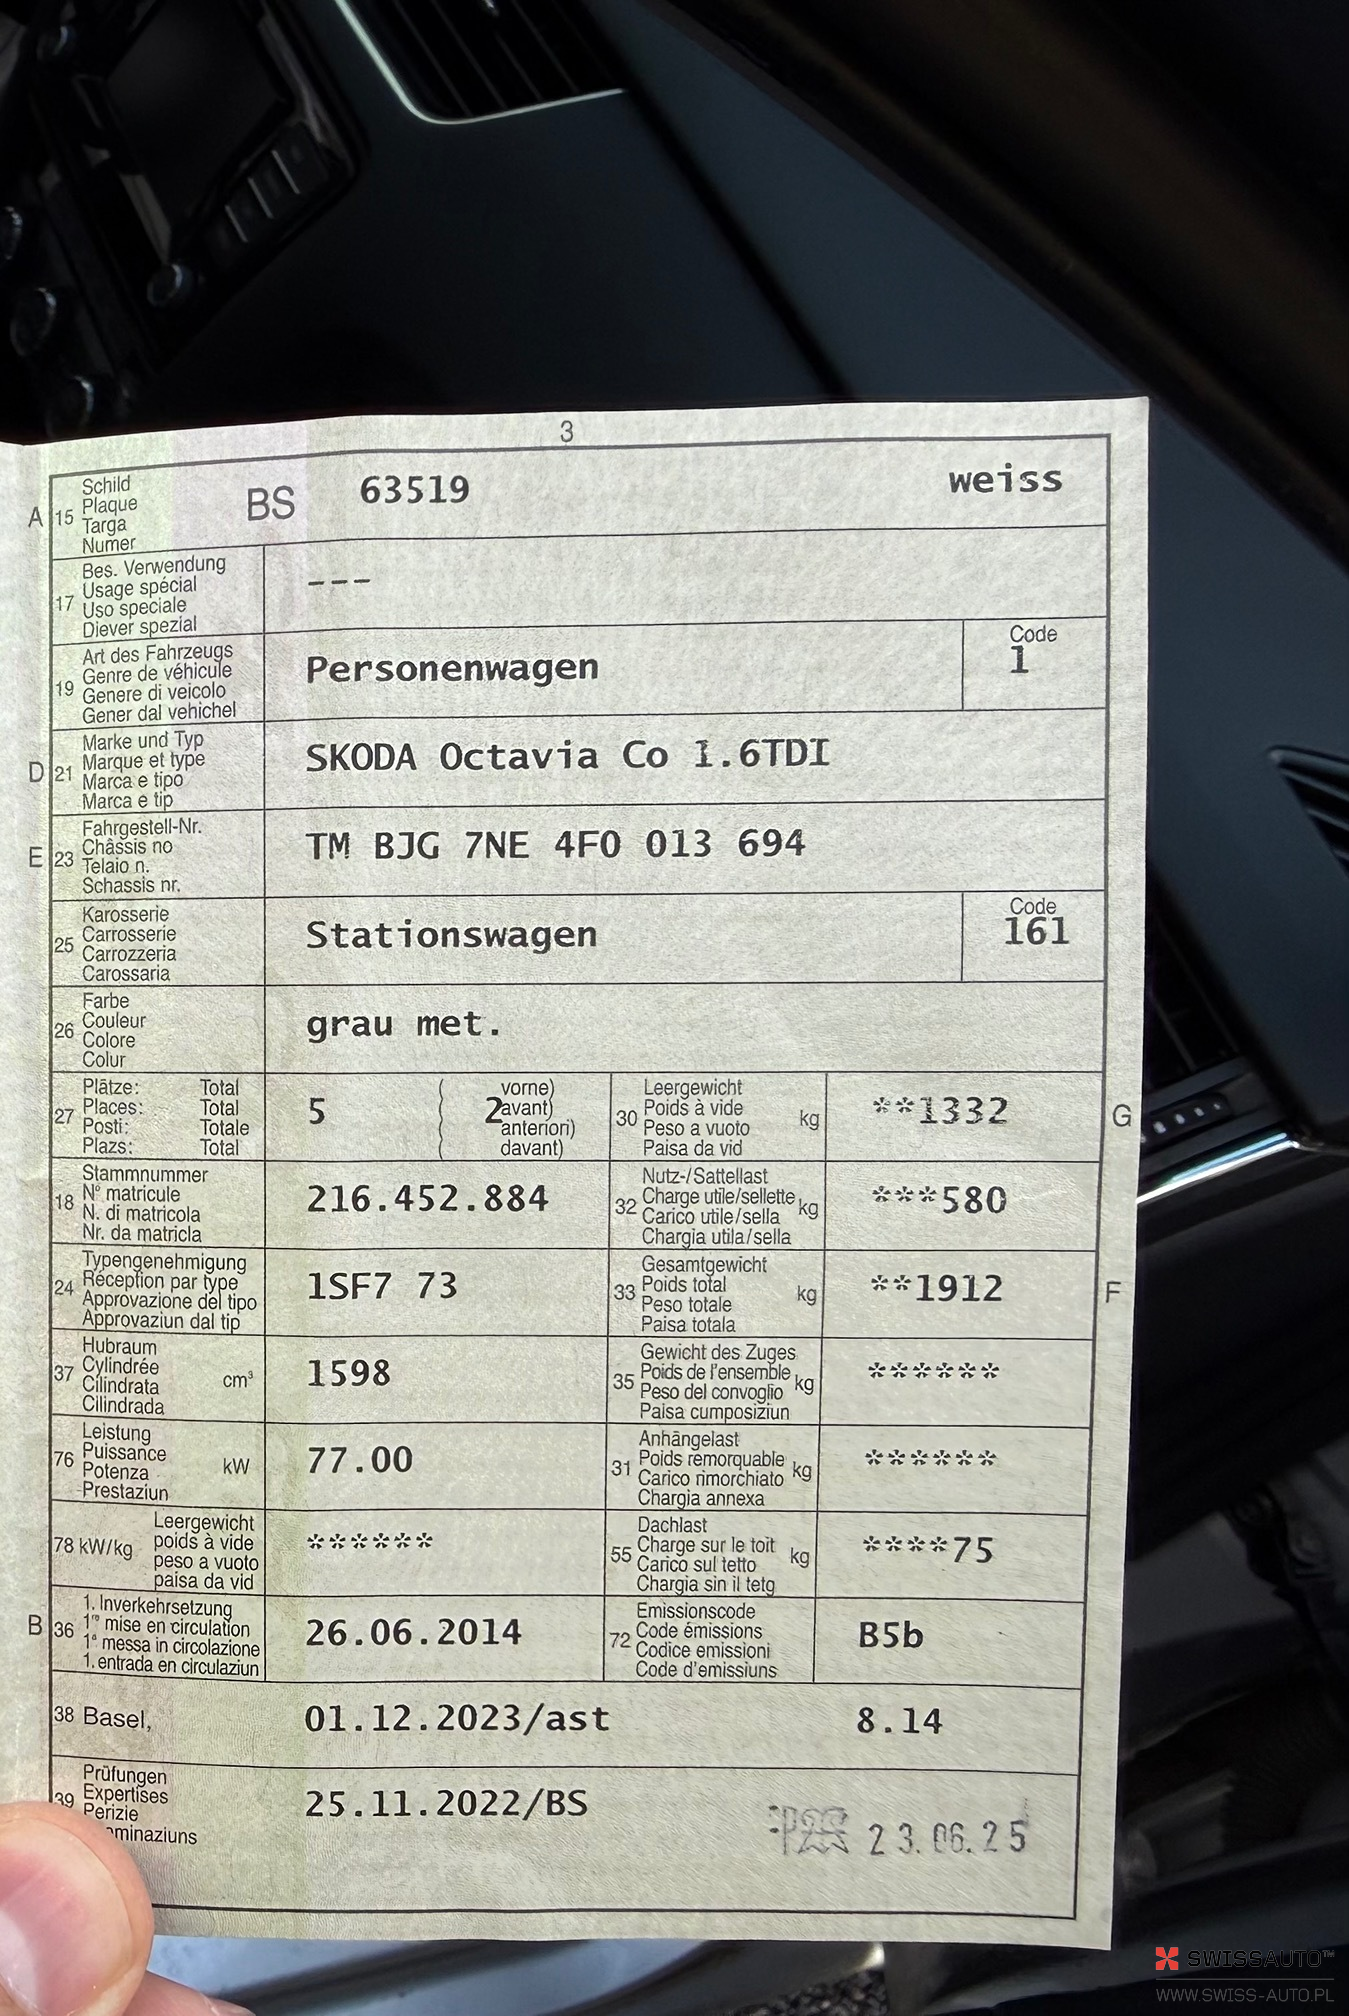 3
A 15 Schild
Plaque
Targa
Numer
BS 63519 weiss
17 Bes. Verwendung
Usage spécial
Uso speciale
Diever spezial
---
19 Art des Fahrzeugs
Genre de véhicule
Genere di veicolo
Gener dal vehichel
Personenwagen
Code
1
D 21 Marke und Typ
Marque et type
Marca e tipo
Marca e tip
SKODA Octavia Co 1.6TDI
E 23 Fahrgestell-Nr.
Châssis no
Telaio n.
Schassis nr.
TM BJG 7NE 4F0 013 694
25 Karosserie
Carrosserie
Carrozzeria
Carossaria
Stationswagen
Code
161
26 Farbe
Couleur
Colore
Colur
grau met.
27 Plätze: Total
Places: Total
Posti: Totale
Plazs: Total
5 ( 2 vorne)
avant)
anteriori)
davant)
30 Leergewicht
Poids à vide
Peso a vuoto
Paisa da vid
kg **1332 G
18 Stammnummer
N° matricule
N. di matricola
Nr. da matricla
216.452.884
32 Nutz-/Sattellast
Charge utile/sellette
Carico utile/sella
Chargia utila/sella
kg ***580
24 Typengenehmigung
Réception par type
Approvazione del tipo
Approvaziun dal tip
1SF7 73
33 Gesamtgewicht
Poids total
Peso totale
Paisa totala
kg **1912 F
37 Hubraum
Cylindrée
Cilindrata
Cilindrada
cm³ 1598
35 Gewicht des Zuges
Poids de l'ensemble
Peso del convoglio
Paisa cumposiziun
kg ******
76 Leistung
Puissance
Potenza
Prestaziun
kW 77.00
31 Anhängelast
Poids remorquable
Carico rimorchiato
Chargia annexa
kg ******
78 kW/kg Leergewicht
poids à vide
peso a vuoto
paisa da vid
******
55 Dachlast
Charge sur le toit
Carico sul tetto
Chargia sin il tetg
kg ****75
B 36 1. Inverkehrsetzung
1re mise en circulation
1a messa in circolazione
1. entrada en circulaziun
26.06.2014
72 Emissionscode
Code émissions
Codice emissioni
Code d'emissiuns
B5b
38 Basel, 01.12.2023/ast 8.14
39 Prüfungen
Expertises
Perizie
minaziuns
25.11.2022/BS
23.06.25
SWISSAUTO™
WWW.SWISS-AUTO.PL